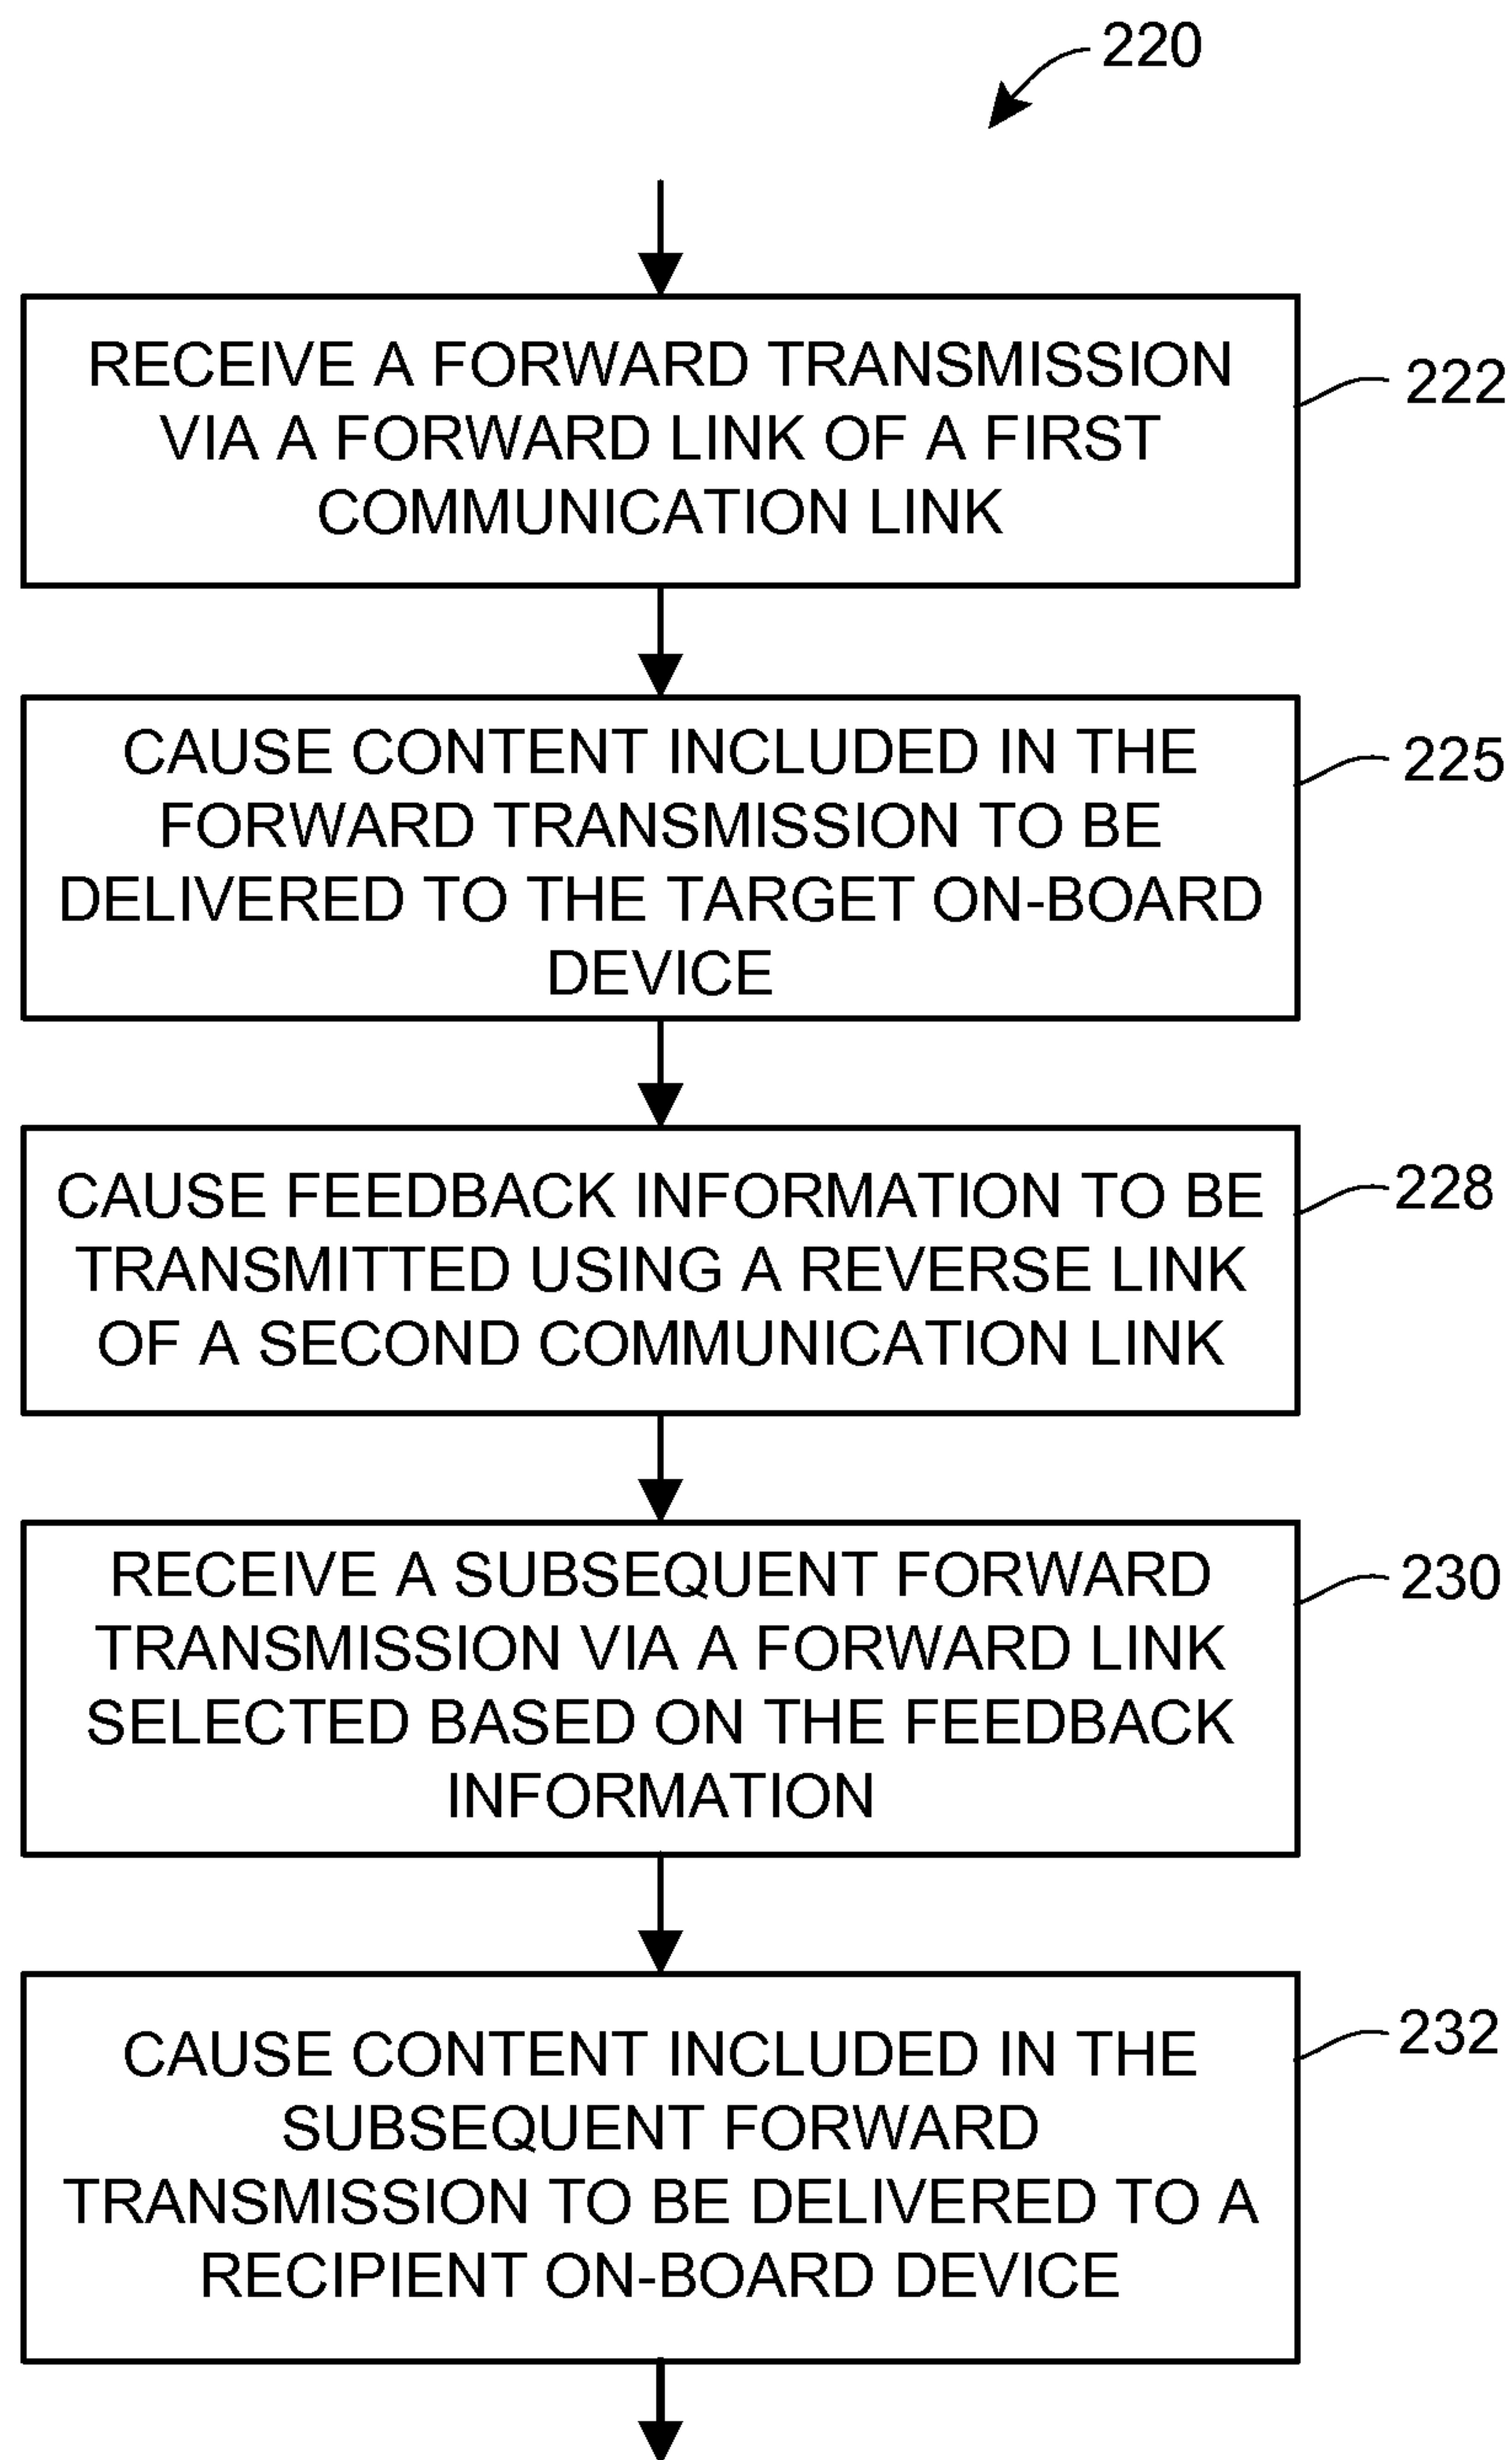 220
RECEIVE A FORWARD TRANSMISSION
VIA A FORWARD LINK OF A FIRST
COMMUNICATION LINK
222
CAUSE CONTENT INCLUDED IN THE
FORWARD TRANSMISSION TO BE
DELIVERED TO THE TARGET ON-BOARD
DEVICE
225
CAUSE FEEDBACK INFORMATION TO BE
TRANSMITTED USING A REVERSE LINK
OF A SECOND COMMUNICATION LINK
228
RECEIVE A SUBSEQUENT FORWARD
TRANSMISSION VIA A FORWARD LINK
SELECTED BASED ON THE FEEDBACK
INFORMATION
230
CAUSE CONTENT INCLUDED IN THE
SUBSEQUENT FORWARD
TRANSMISSION TO BE DELIVERED TO A
RECIPIENT ON-BOARD DEVICE
232